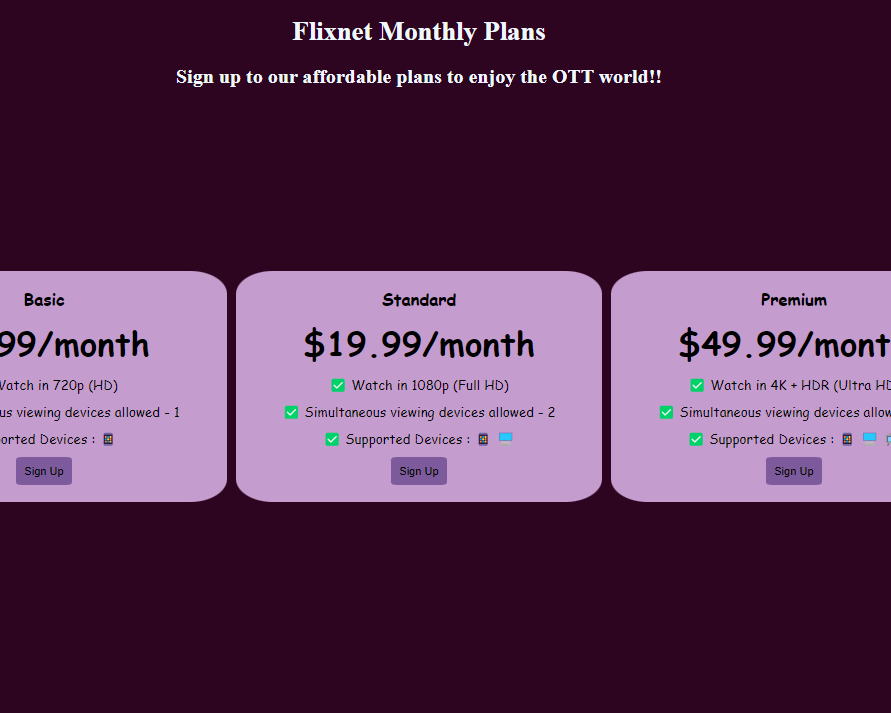 Flixnet Monthly Plans
Sign up to our affordable plans to enjoy the OTT world!!
Basic
99/month
Watch in 720p (HD)
viewing devices allowed - 1
Devices :
Sign Up
Standard
$19.99/month
✅ Watch in 1080p (Full HD)
✅ Simultaneous viewing devices allowed - 2
✅ Supported Devices :
Sign Up
Premium
$49.99/mont
✅ Watch in 4K + HDR (Ultra HD
✅ Simultaneous viewing devices allow
✅ Supported Devices :
Sign Up